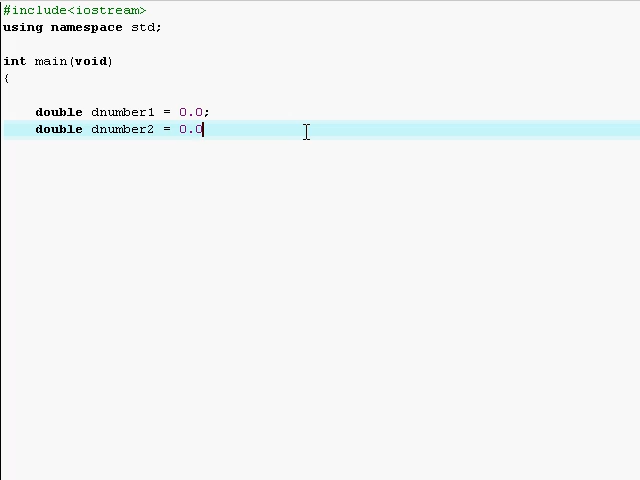 #include<iostream>
using namespace std;
int main(void)
{
double dnumber1 = 0.0;
double dnumber2 = 0.0